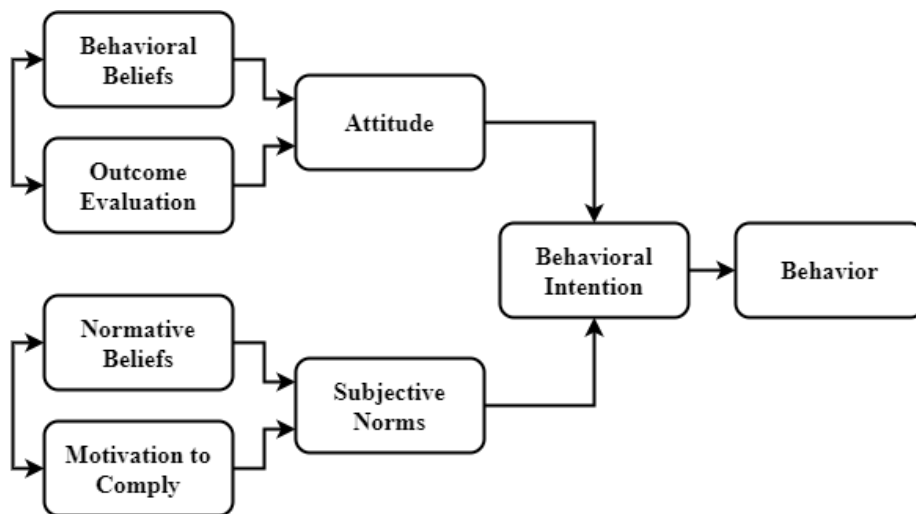 Behavioral
Beliefs
Outcome
Evaluation
Attitude
Normative
Beliefs
Motivation to
Comply
Subjective
Norms
Behavioral
Intention
Behavior